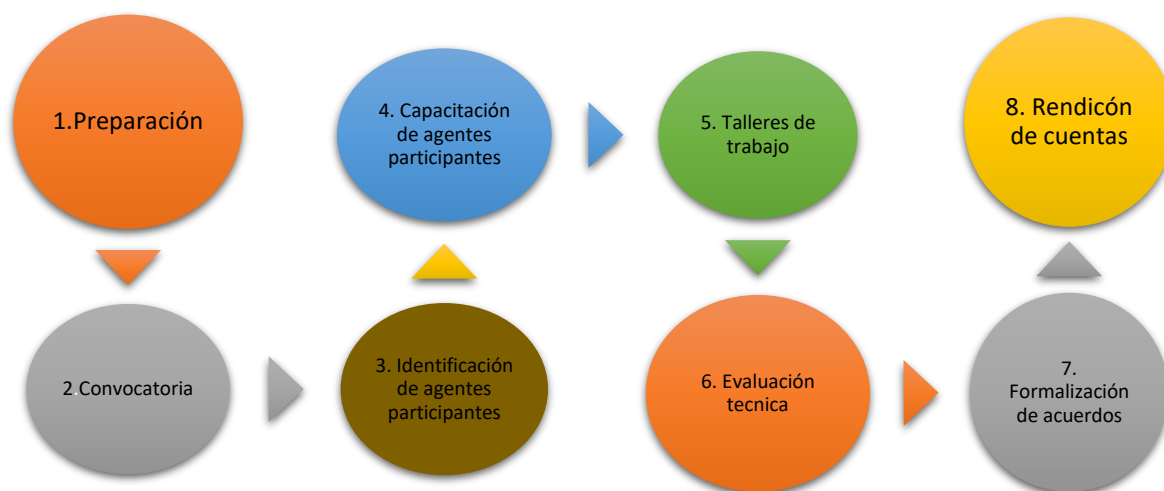 1.Preparación
2.Convocatoria
3. Identificación
de agentes
participantes
4. Capacitación
de agentes
participantes
5. Talleres de
trabajo
6. Evaluación
tecnica
7.
Formalización
de acuerdos
8. Rendicón
de cuentas